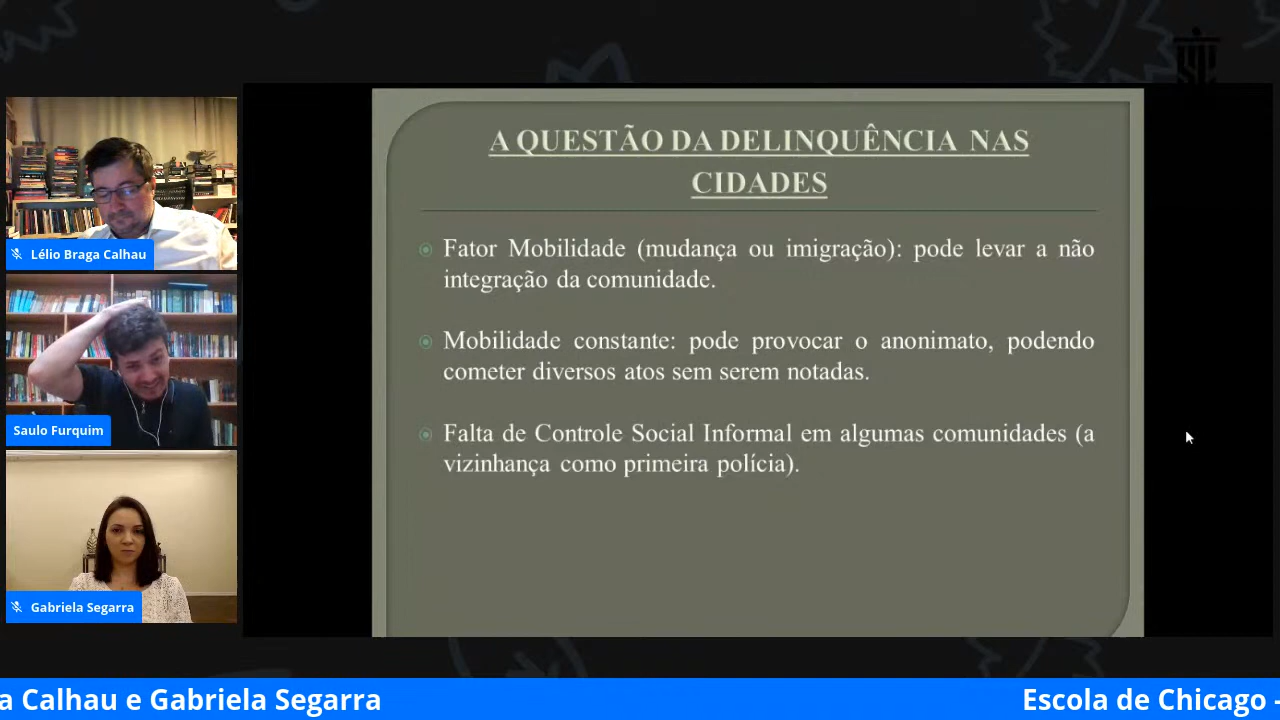 A QUESTÃO DA DELINQUÊNCIA NAS
CIDADES
Fator Mobilidade (mudança ou imigração): pode levar a não
integração da comunidade.
Mobilidade constante: pode provocar o anonimato, podendo
cometer diversos atos sem serem notadas.
Falta de Controle Social Informal em algumas comunidades (a
vizinhança como primeira polícia).
Lélio Braga Calhau
Saulo Furquim
Gabriela Segarra
a Calhau e Gabriela Segarra
Escola de Chicago -